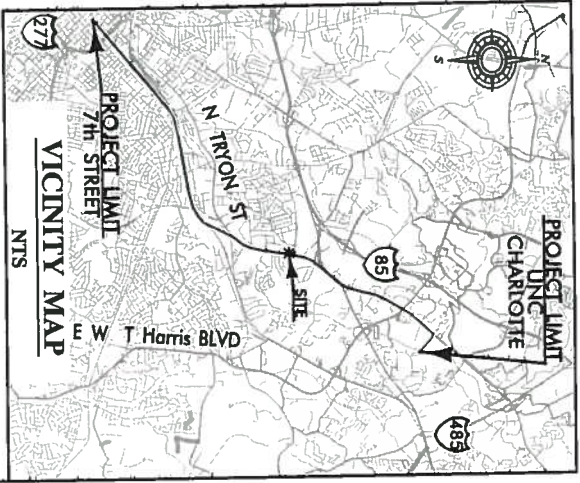 N
S
277
PROJECT LIMIT
7th STREET
N TRYON ST
85
PROJECT LIMIT
UNC
CHARLOTTE
SITE
E W T Harris BLVD
485
VICINITY MAP
NTS